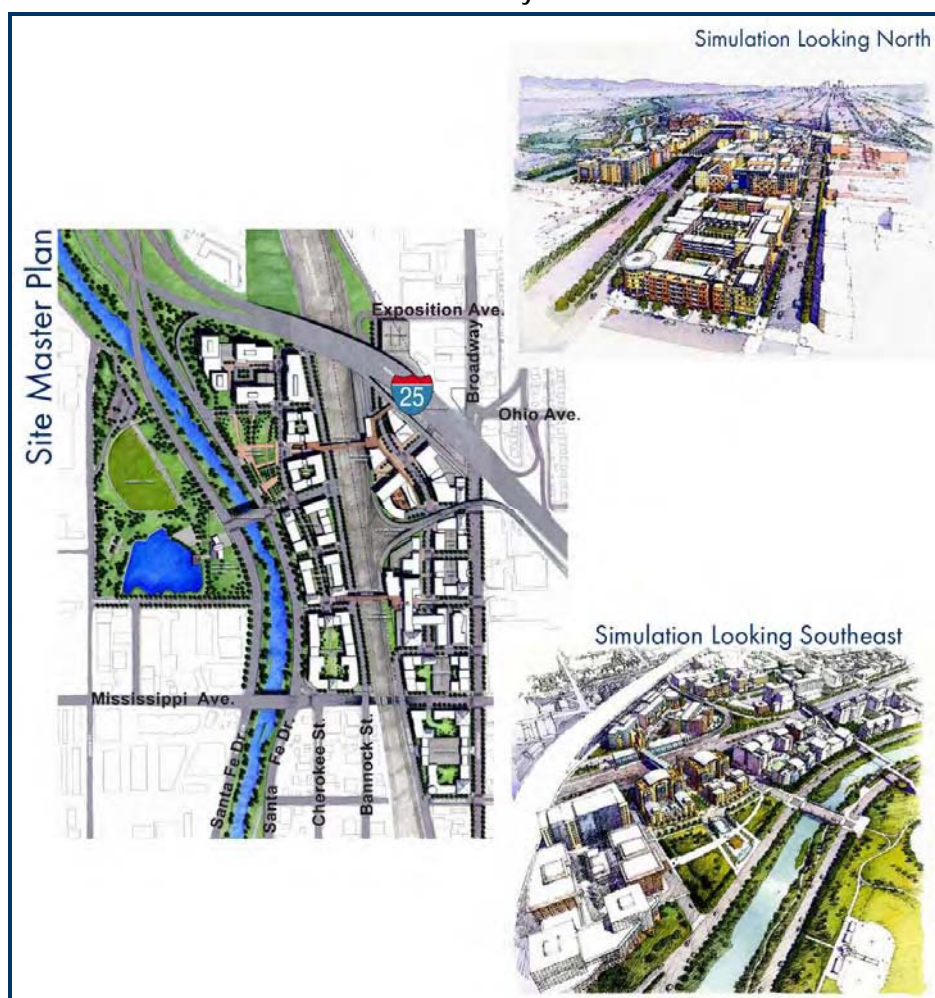 Simulation Looking North
Site Master Plan
Exposition Ave.
Broadway
25
Ohio Ave.
Simulation Looking Southeast
Mississippi Ave.
Santa Fe Dr.
Santa Fe Dr.
Cherokee St.
Bannock St.